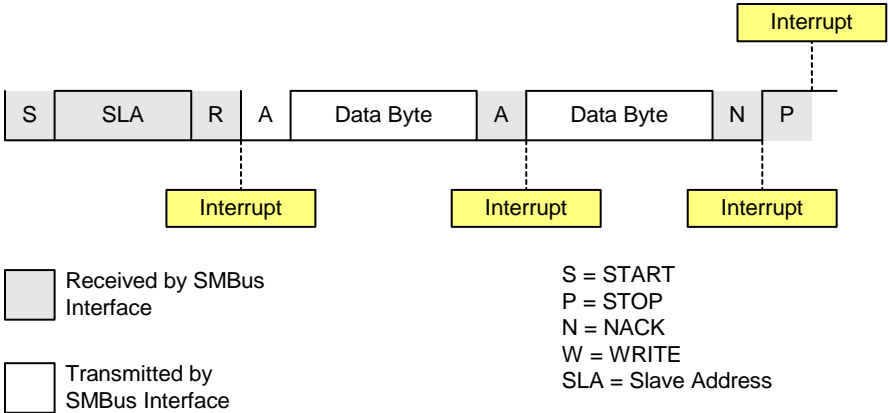 Interrupt
S SLA R A Data Byte A Data Byte N P
Interrupt Interrupt Interrupt
Received by SMBus
Interface
Transmitted by
SMBus Interface
S = START
P = STOP
N = NACK
W = WRITE
SLA = Slave Address